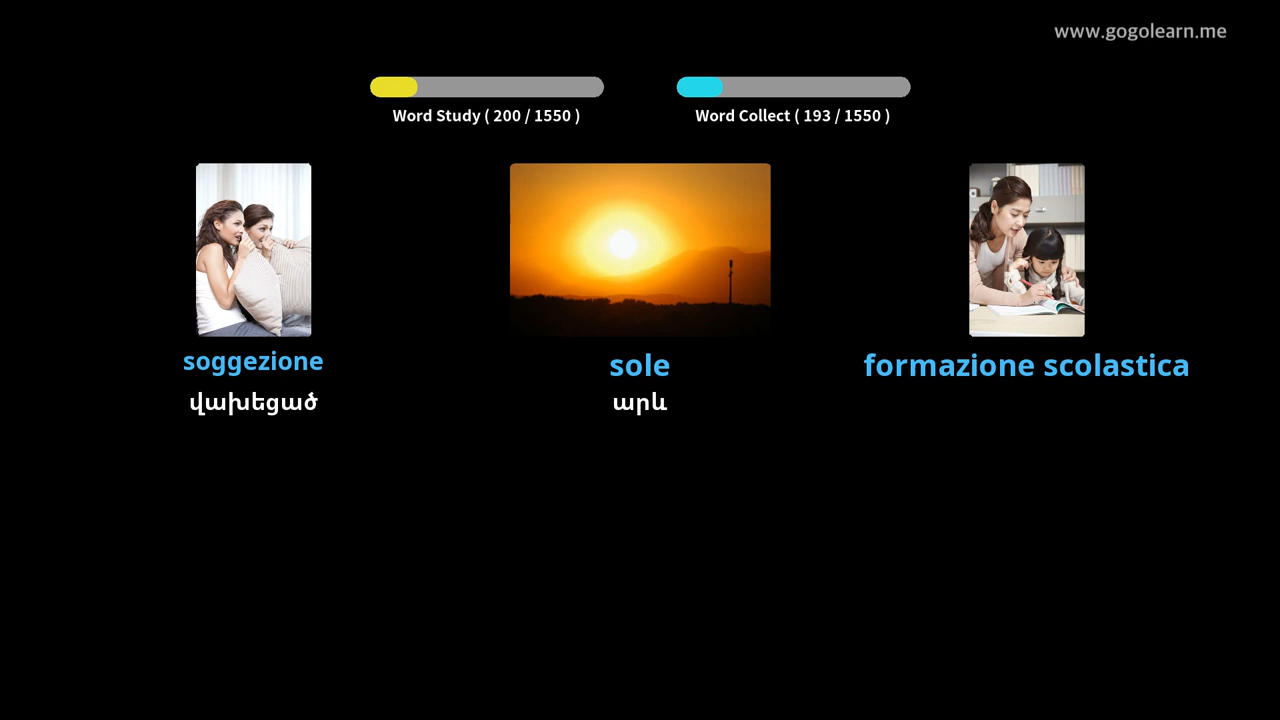 www.gogolearn.me
Word Study ( 200 / 1550 )
Word Collect ( 193 / 1550 )
soggezione
վախեցած
sole
արև
formazione scolastica